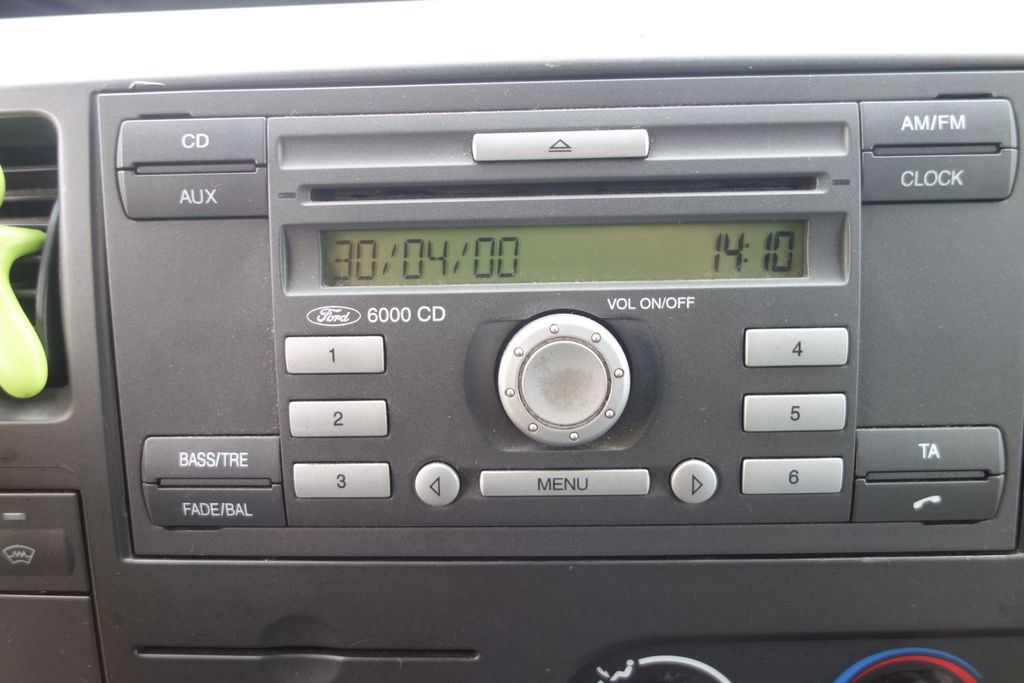 CD
AM/FM
AUX
CLOCK
30/04/00 14:10
Ford 6000 CD
VOL ON/OFF
1
4
2
5
BASS/TRE
3
MENU
6
TA
FADE/BAL